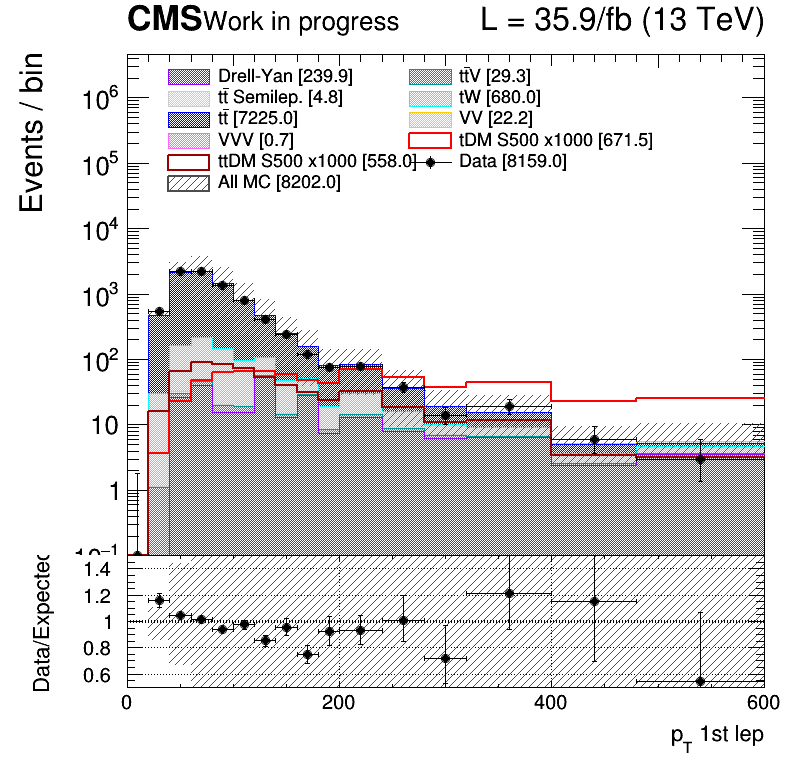 CMS Work in progress L = 35.9/fb (13 TeV)
Events / bin
Drell-Yan [239.9] tt̄V [29.3]
tt̄ Semilep. [4.8] tW [680.0]
tt̄ [7225.0] VV [22.2]
VVV [0.7] tDM S500 x1000 [671.5]
ttDM S500 x1000 [558.0] Data [8159.0]
All MC [8202.0]
10⁶
10⁵
10⁴
10³
10²
10
1
10⁻¹
Data/Expected
1.4
1.2
1
0.8
0.6
0 200 400 600
p_T 1st lep